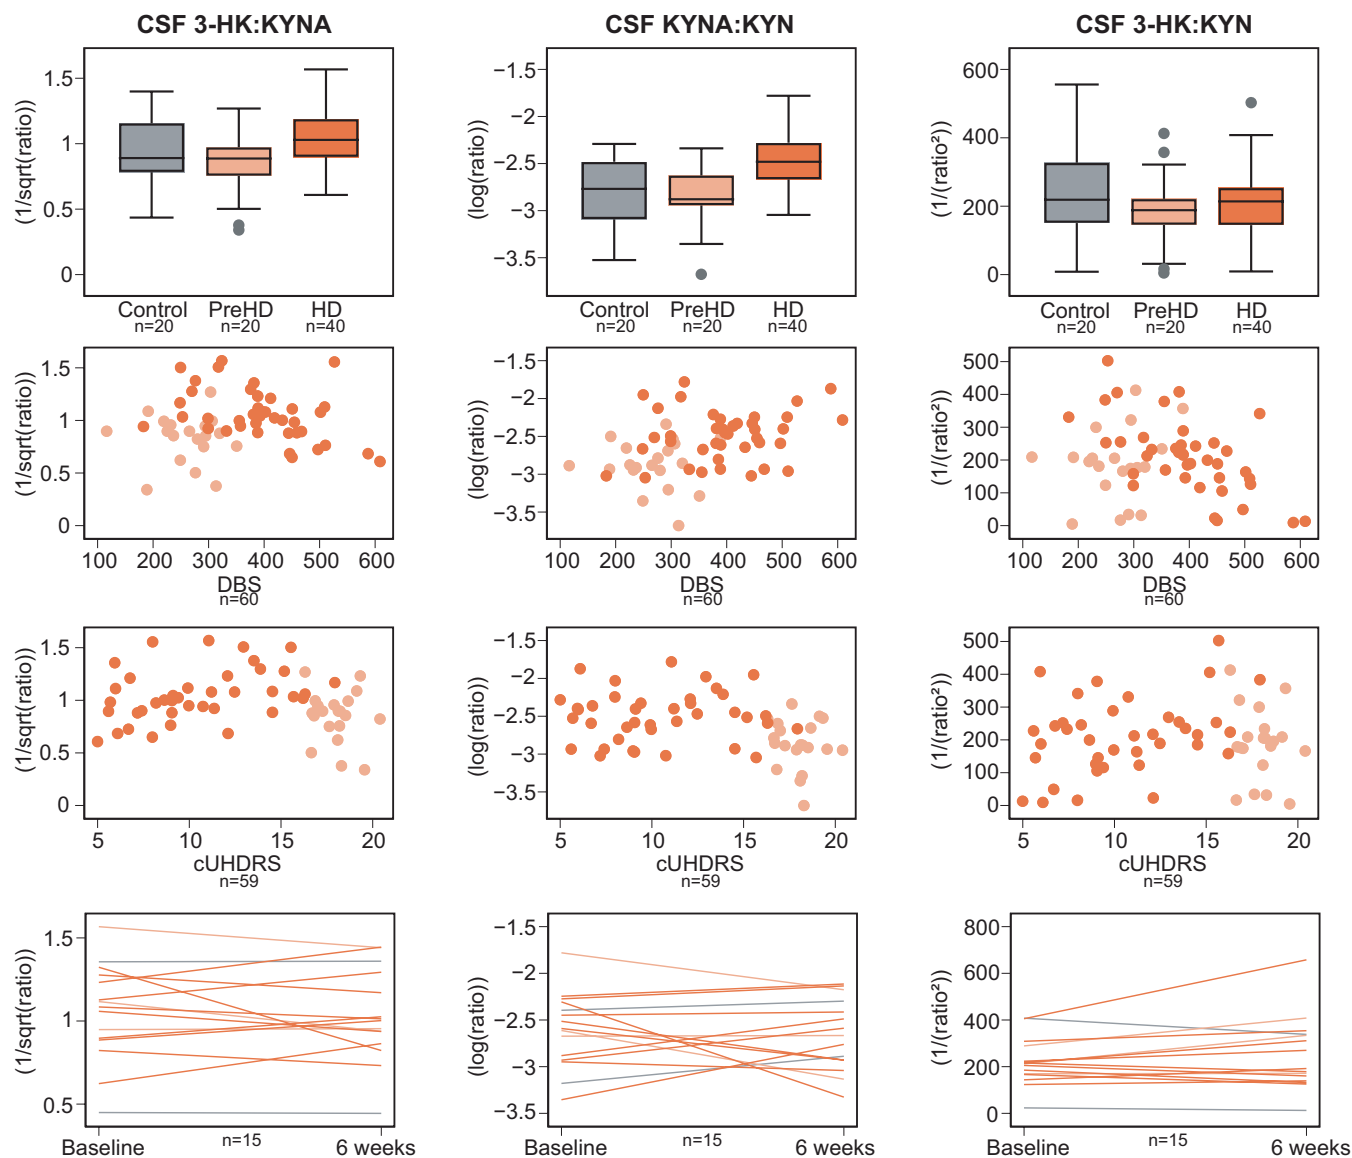 CSF 3-HK:KYNA
CSF KYNA:KYN
CSF 3-HK:KYN
(1/sqrt(ratio))
1.5
1
0.5
0
Control
n=20
PreHD
n=20
HD
n=40
(log(ratio))
−1.5
−2
−2.5
−3
−3.5
Control
n=20
PreHD
n=20
HD
n=40
(1/(ratio²))
600
400
200
0
Control
n=20
PreHD
n=20
HD
n=40
(1/sqrt(ratio))
1.5
1
0.5
0
100 200 300 400 500 600
DBS
n=60
(log(ratio))
−1.5
−2
−2.5
−3
−3.5
100 200 300 400 500 600
DBS
n=60
(1/(ratio²))
500
400
300
200
100
0
100 200 300 400 500 600
DBS
n=60
(1/sqrt(ratio))
1.5
1
0.5
0
5 10 15 20
cUHDRS
n=59
(log(ratio))
−1.5
−2
−2.5
−3
−3.5
5 10 15 20
cUHDRS
n=59
(1/(ratio²))
500
400
300
200
100
0
5 10 15 20
cUHDRS
n=59
(1/sqrt(ratio))
1.5
1
0.5
Baseline n=15 6 weeks
(log(ratio))
−1.5
−2
−2.5
−3
−3.5
Baseline n=15 6 weeks
(1/(ratio²))
800
600
400
200
0
Baseline n=15 6 weeks